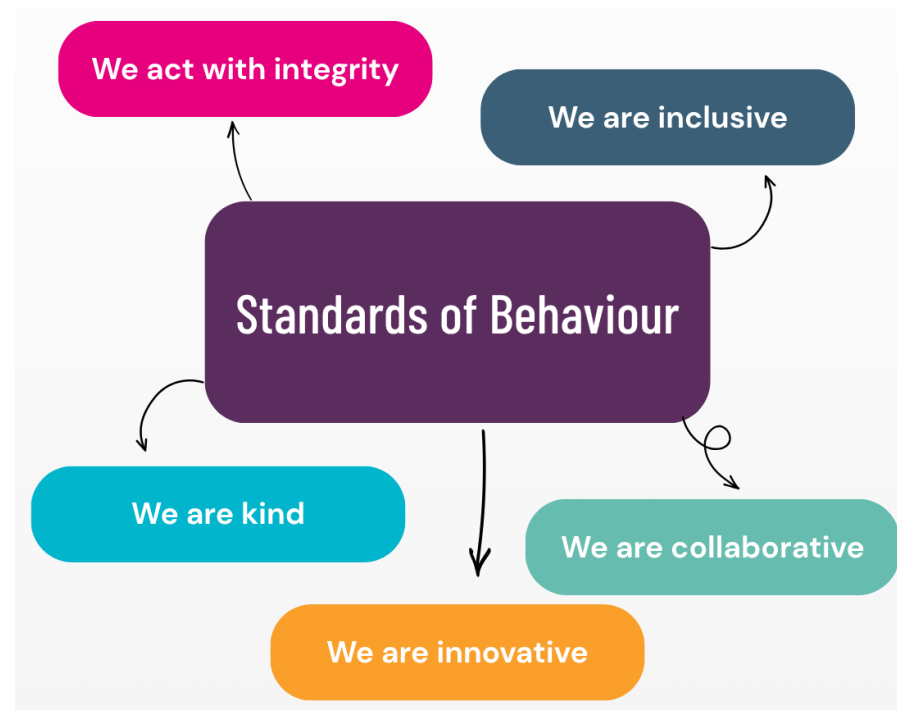 We act with integrity
We are inclusive
Standards of Behaviour
We are kind
We are collaborative
We are innovative